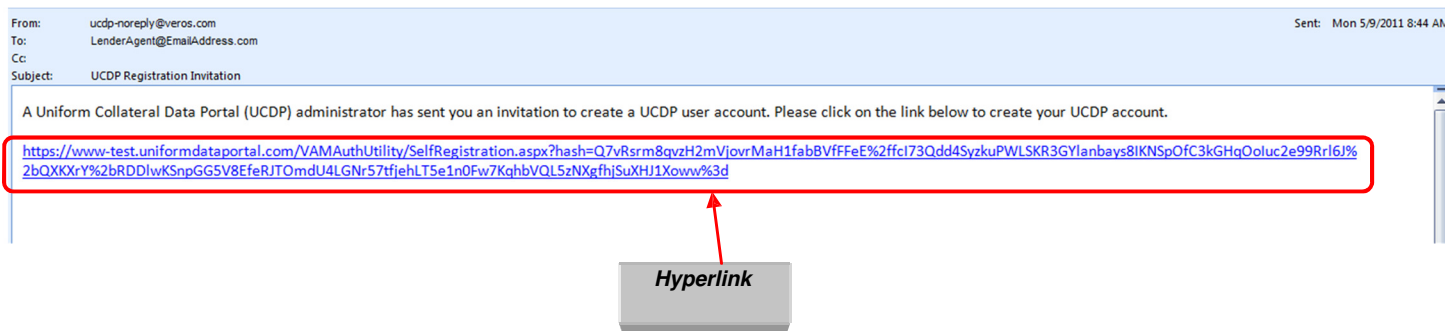 From: ucdp-noreply@veros.com Sent: Mon 5/9/2011 8:44 AM
To: LenderAgent@EmailAddress.com
Cc:
Subject: UCDP Registration Invitation
A Uniform Collateral Data Portal (UCDP) administrator has sent you an invitation to create a UCDP user account. Please click on the link below to create your UCDP account.
https://www-test.uniformdataportal.com/VAMAuthUtility/SelfRegistration.aspx?hash=Q7vRsrm8qvzH2mVjovrMaH1fabBVfFFeE%2ffcI73Qdd4SyzkuPWLSKR3GYlanbays8IKNSpOfC3kGHqOoIuc2e99RrI6J%
2bQXKXrY%2bRDDlwKSnpGG5V8EfeRJTOmdU4LGNr57tfjehLT5e1n0Fw7KqhbVQL5zNXgfhjSuXHJ1Xoww%3d
Hyperlink